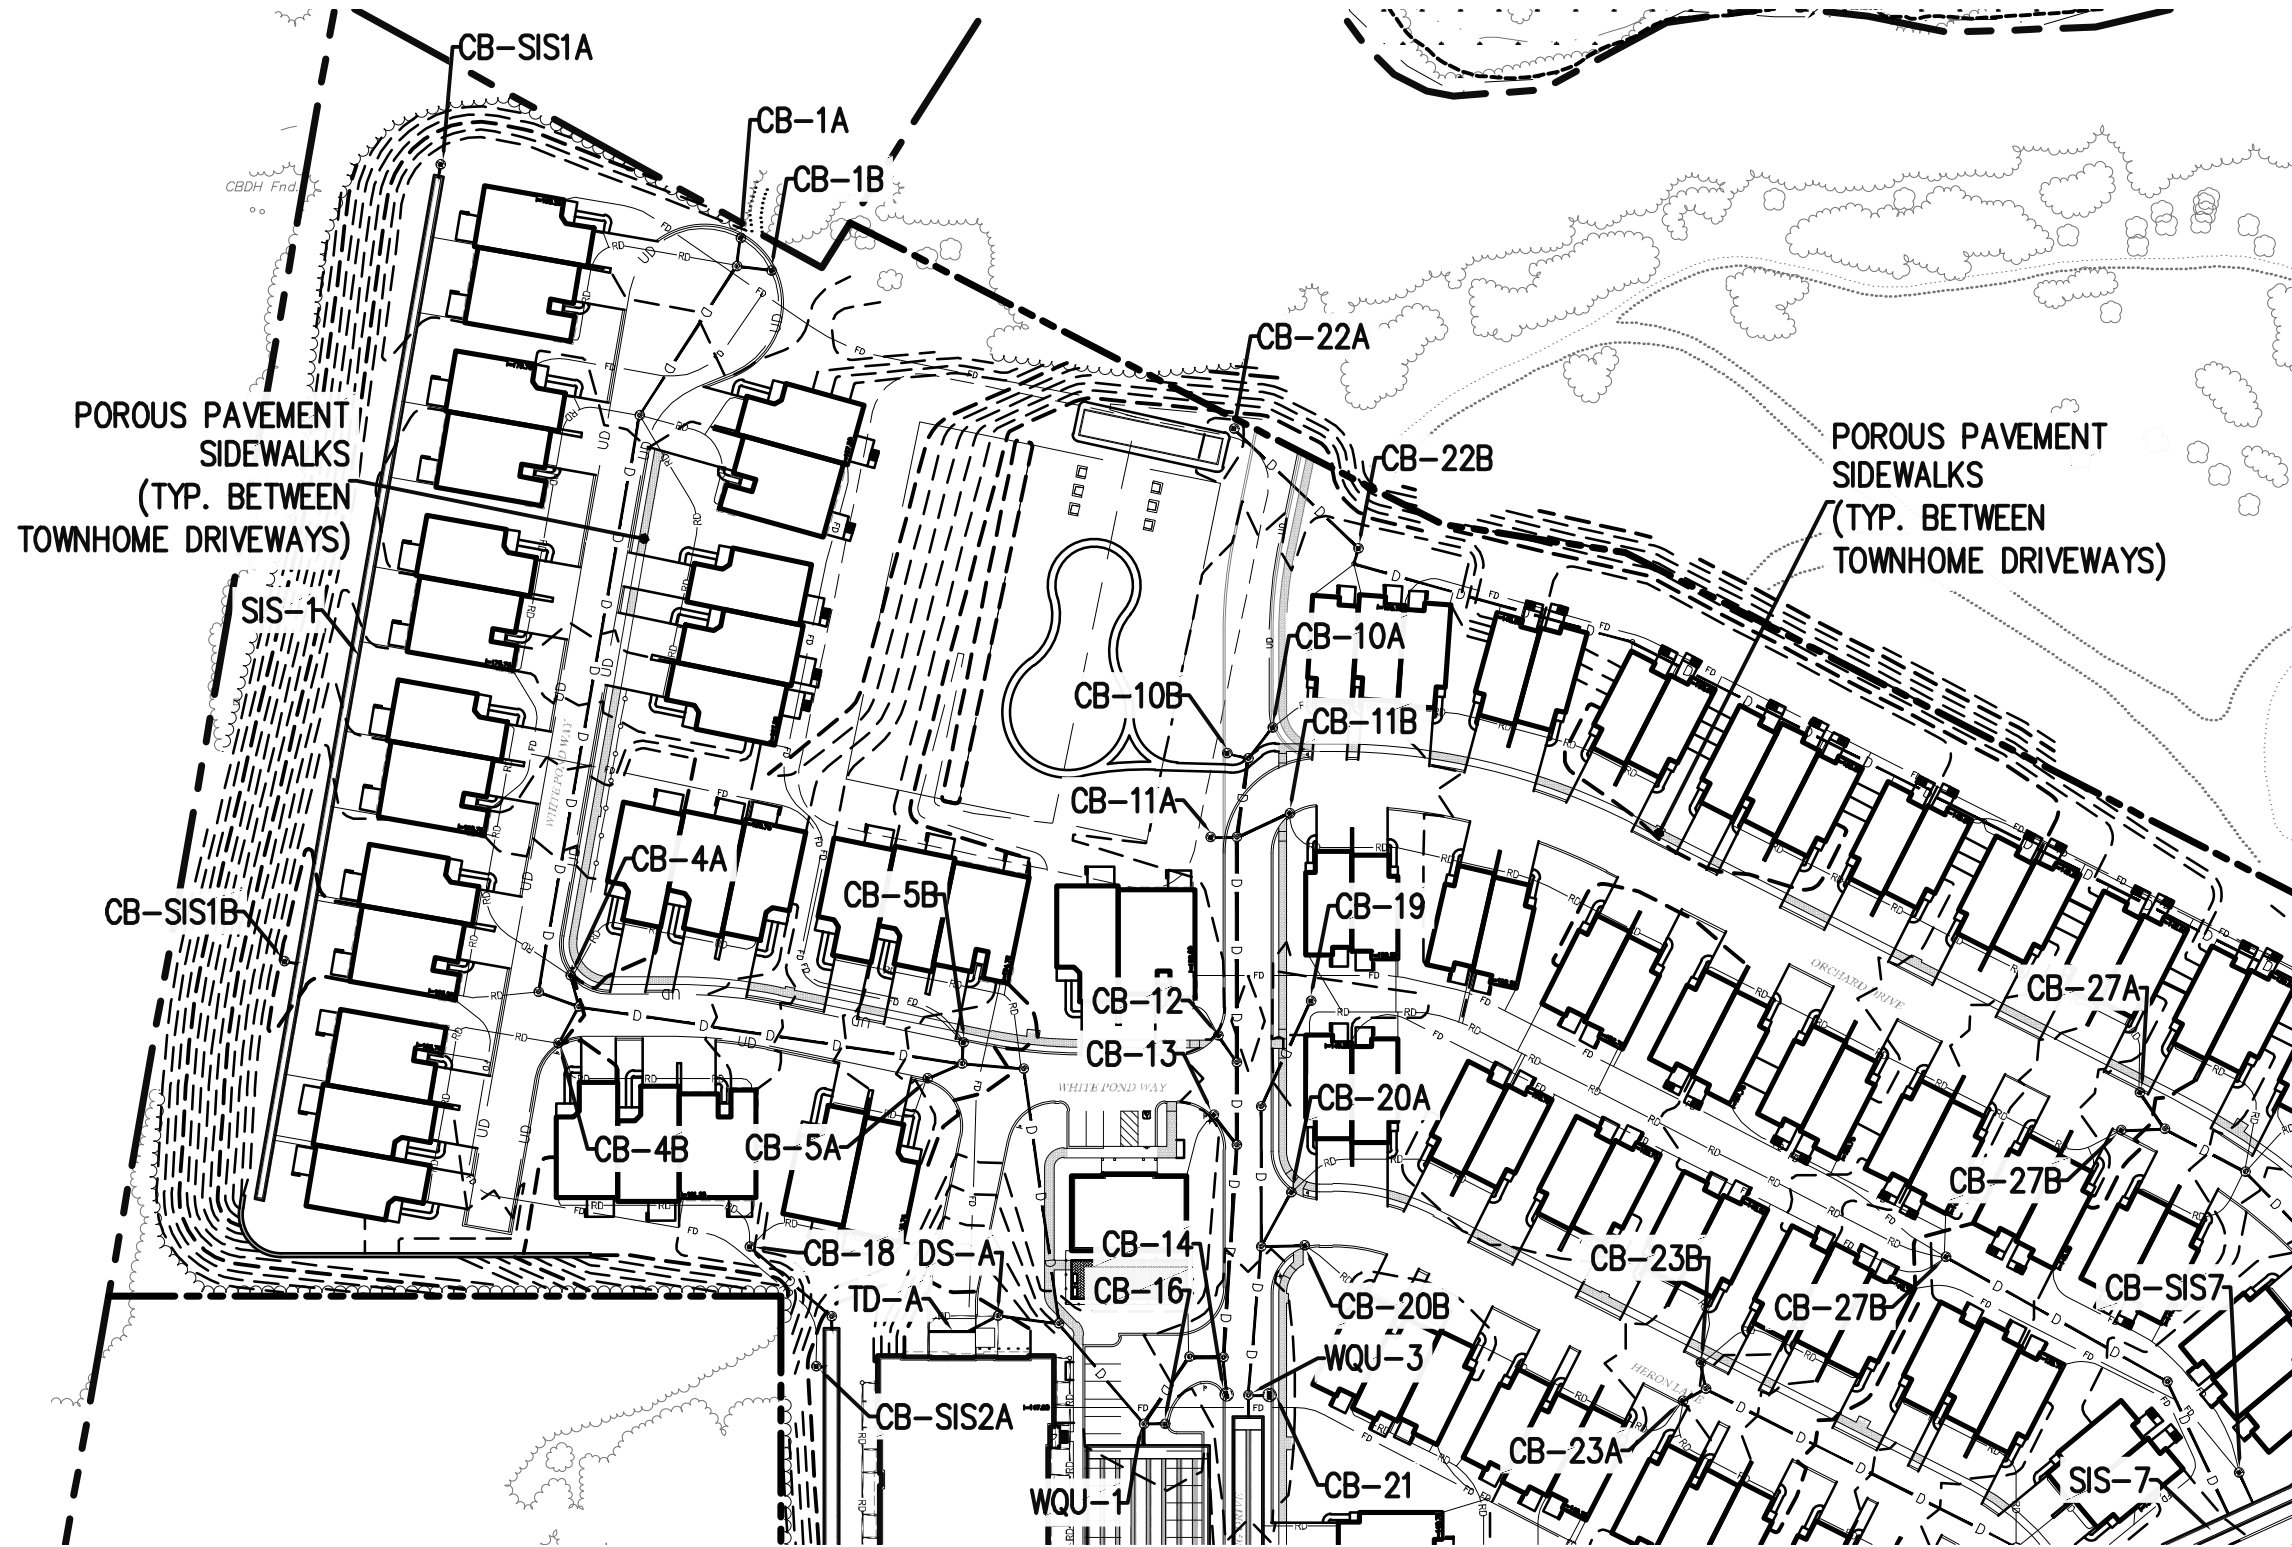 CB-SIS1A
CB-1A
CB-1B
CBDH Fnd.
CB-22A
CB-22B
POROUS PAVEMENT
SIDEWALKS
(TYP. BETWEEN
TOWNHOME DRIVEWAYS)
POROUS PAVEMENT
SIDEWALKS
(TYP. BETWEEN
TOWNHOME DRIVEWAYS)
SIS-1
CB-10A
CB-10B
CB-11B
CB-11A
WHITE POND WAY
CB-4A
CB-5B
CB-19
CB-SIS1B
ORCHARD DRIVE
CB-27A
CB-12
CB-13
WHITE POND WAY
CB-20A
CB-4B
CB-5A
CB-27B
CB-18
DS-A
CB-14
CB-23B
CB-16
CB-SIS7
TD-A
CB-20B
CB-27B
WQU-3
HERON LANE
CB-SIS2A
CB-23A
CB-21
SIS-7
WQU-1